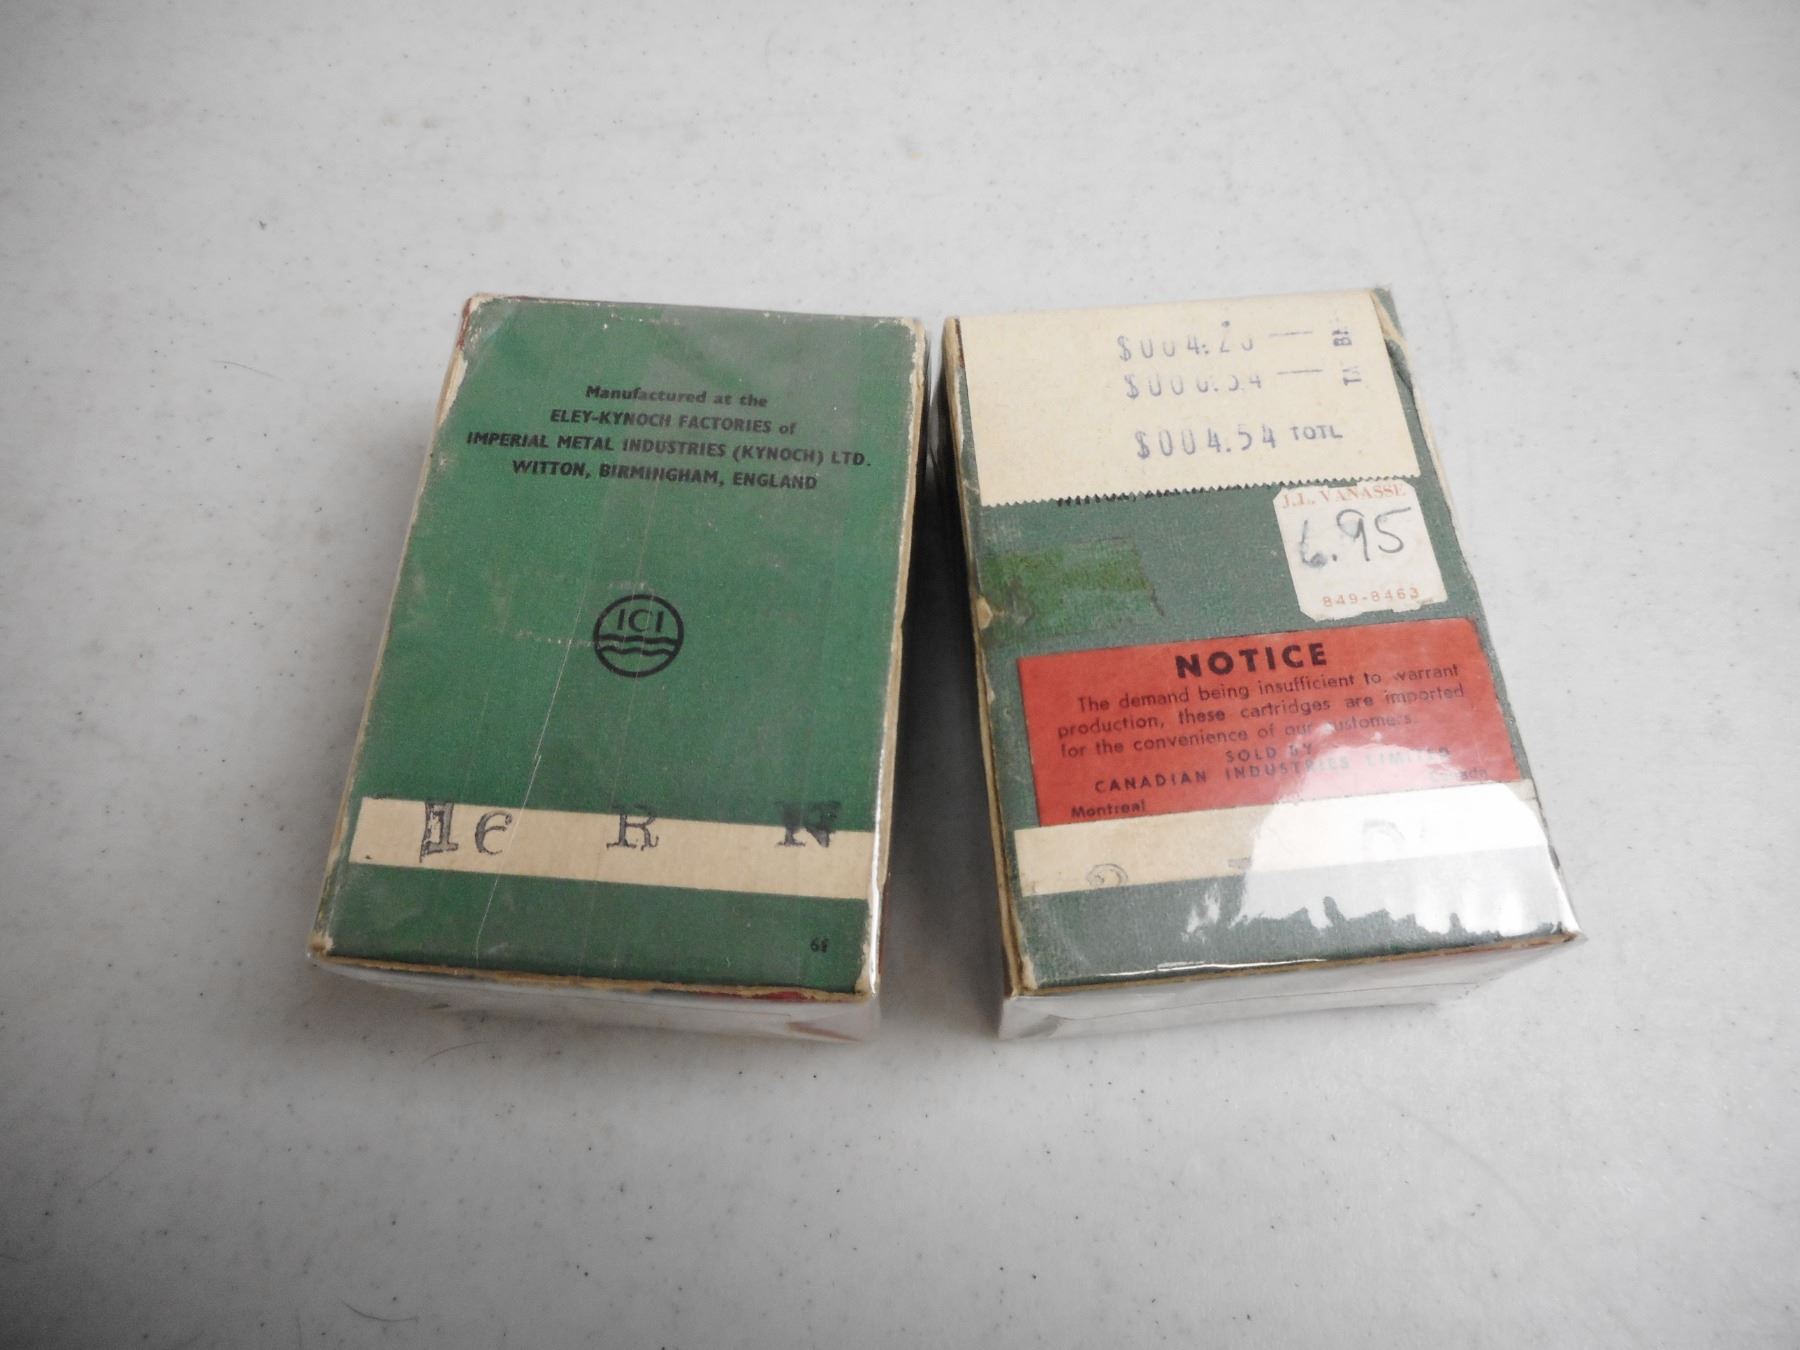 Manufactured at the
ELEY-KYNOCH FACTORIES of
IMPERIAL METAL INDUSTRIES (KYNOCH) LTD.
WITTON, BIRMINGHAM, ENGLAND
ICI
R N
$004.54 TOTL
J.L. VANASSE
6.95
849-8463
NOTICE
The demand being insufficient to warrant
production, these cartridges are imported
for the convenience of our customers.
SOLD BY
CANADIAN INDUSTRIES LIMITED
Montreal Canada